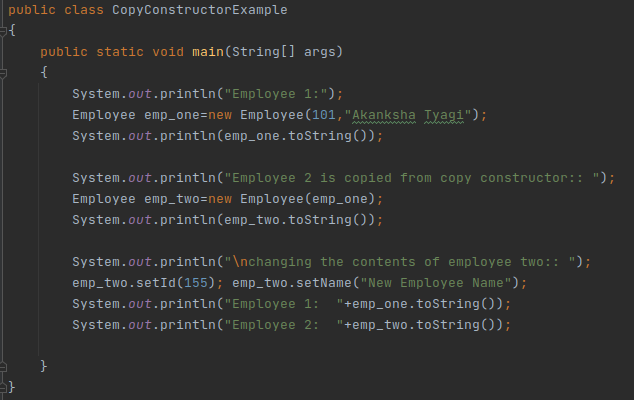 public class CopyConstructorExample
{
    public static void main(String[] args)
    {
        System.out.println("Employee 1:");
        Employee emp_one=new Employee(101,"Akanksha Tyagi");
        System.out.println(emp_one.toString());

        System.out.println("Employee 2 is copied from copy constructor:: ");
        Employee emp_two=new Employee(emp_one);
        System.out.println(emp_two.toString());

        System.out.println("\nchanging the contents of employee two:: ");
        emp_two.setId(155); emp_two.setName("New Employee Name");
        System.out.println("Employee 1:  "+emp_one.toString());
        System.out.println("Employee 2:  "+emp_two.toString());

    }
}